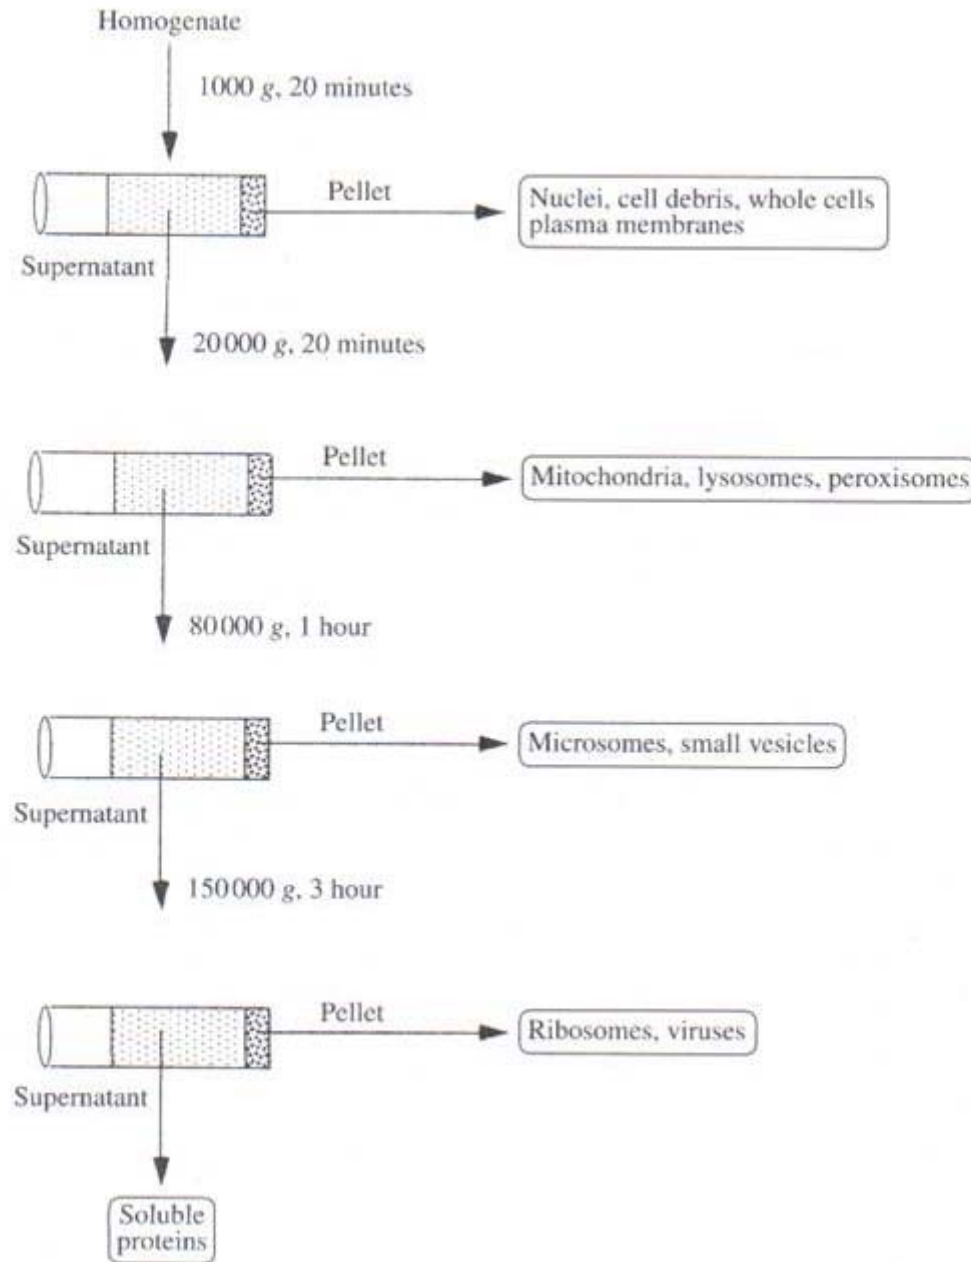 Homogenate
1000 g, 20 minutes
Pellet
Nuclei, cell debris, whole cells
plasma membranes
Supernatant
20000 g, 20 minutes
Pellet
Mitochondria, lysosomes, peroxisomes
Supernatant
80000 g, 1 hour
Pellet
Microsomes, small vesicles
Supernatant
150000 g, 3 hour
Pellet
Ribosomes, viruses
Supernatant
Soluble
proteins